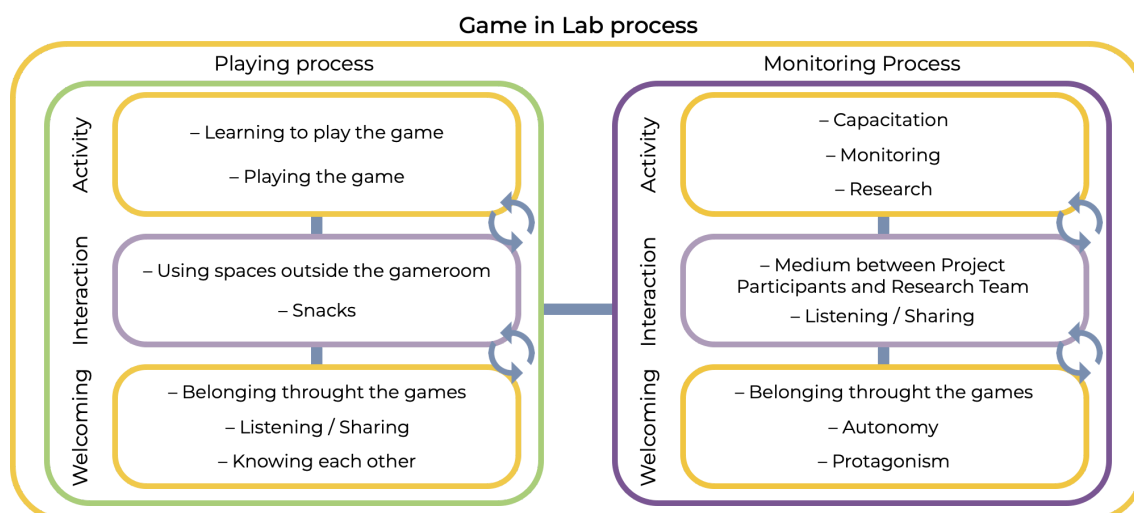 Game in Lab process
Playing process
Activity
– Learning to play the game
– Playing the game
Interaction
– Using spaces outside the gameroom
– Snacks
Welcoming
– Belonging throught the games
– Listening / Sharing
– Knowing each other
Monitoring Process
Activity
– Capacitation
– Monitoring
– Research
Interaction
– Medium between Project
Participants and Research Team
– Listening / Sharing
Welcoming
– Belonging throught the games
– Autonomy
– Protagonism